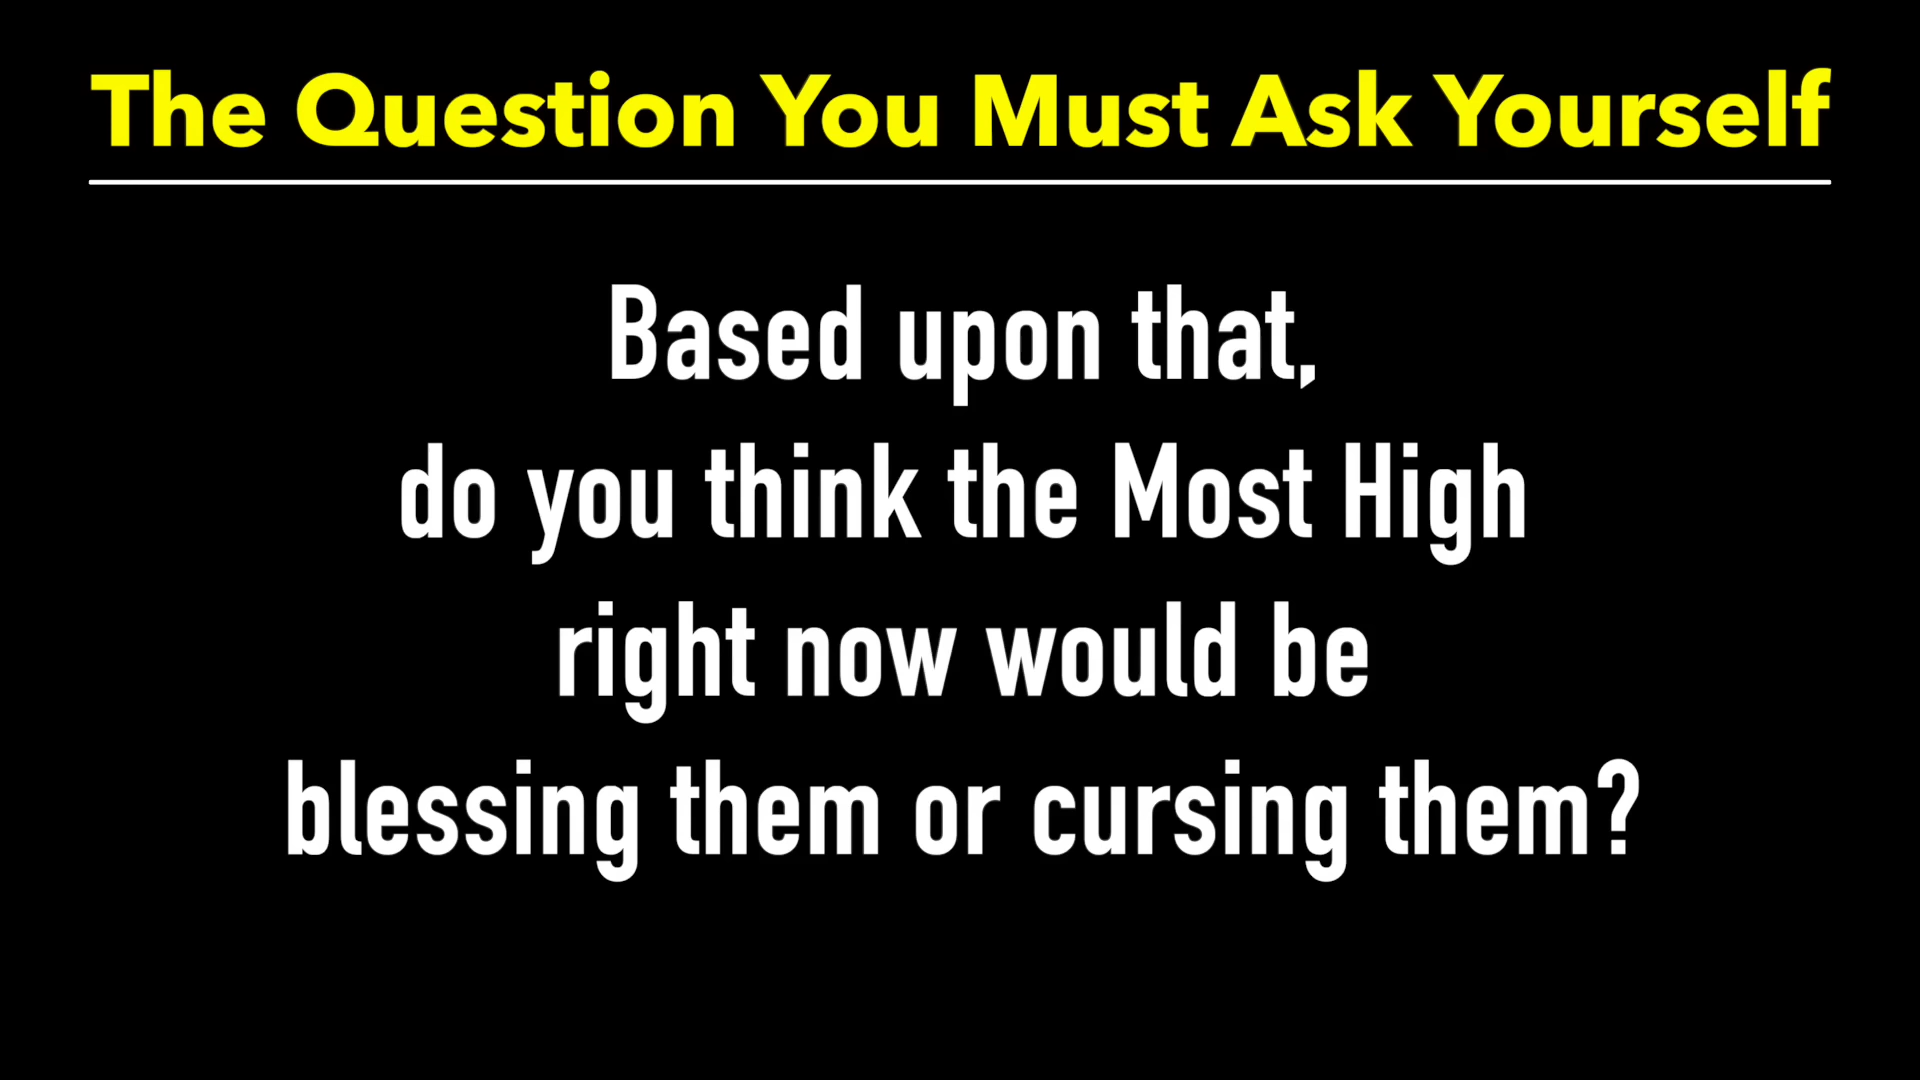 The Question You Must Ask Yourself
Based upon that,
do you think the Most High
right now would be
blessing them or cursing them?